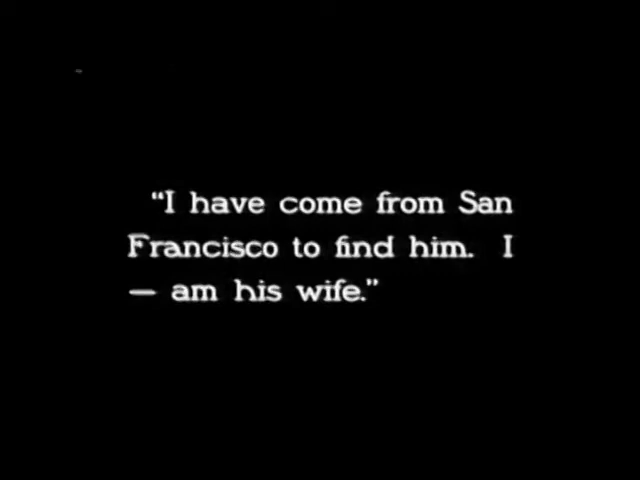 “I have come from San
Francisco to find him. I
— am his wife.”